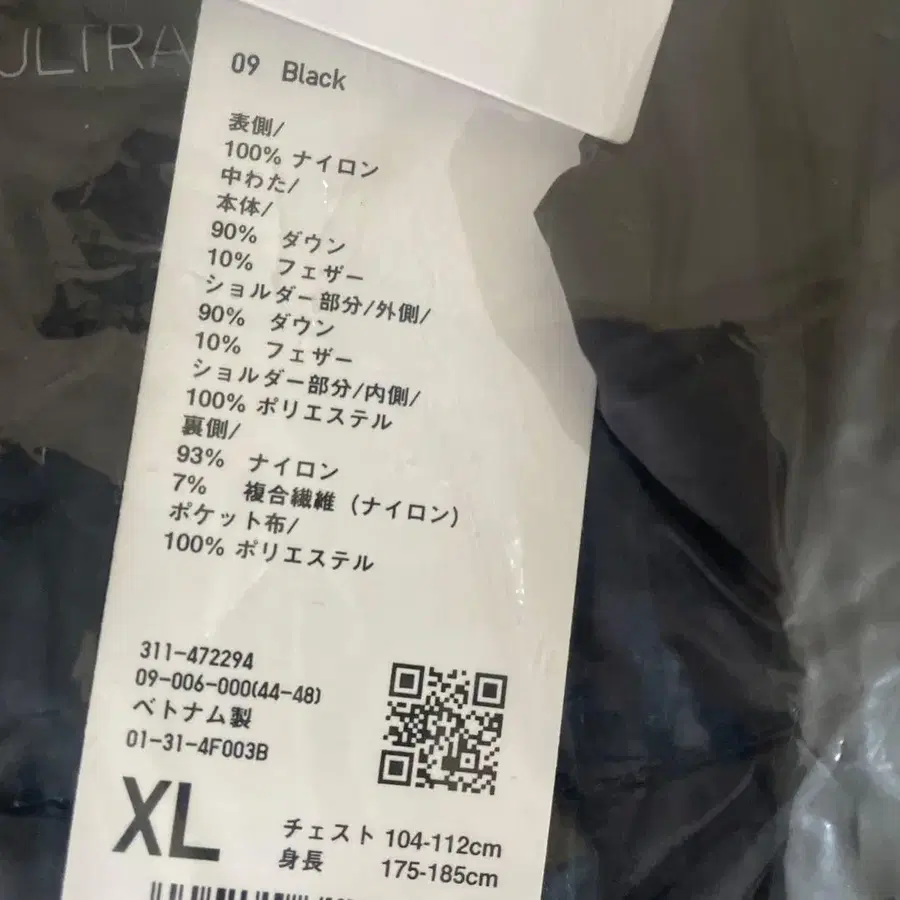 ULTRA
09 Black
表側/
100% ナイロン
中わた/
本体/
90% ダウン
10% フェザー
ショルダー部分/外側/
90% ダウン
10% フェザー
ショルダー部分/内側/
100% ポリエステル
裏側/
93% ナイロン
7% 複合繊維 (ナイロン)
ポケット布/
100% ポリエステル
311-472294
09-006-000(44-48)
ベトナム製
01-31-4F003B
XL
チェスト 104-112cm
身長 175-185cm